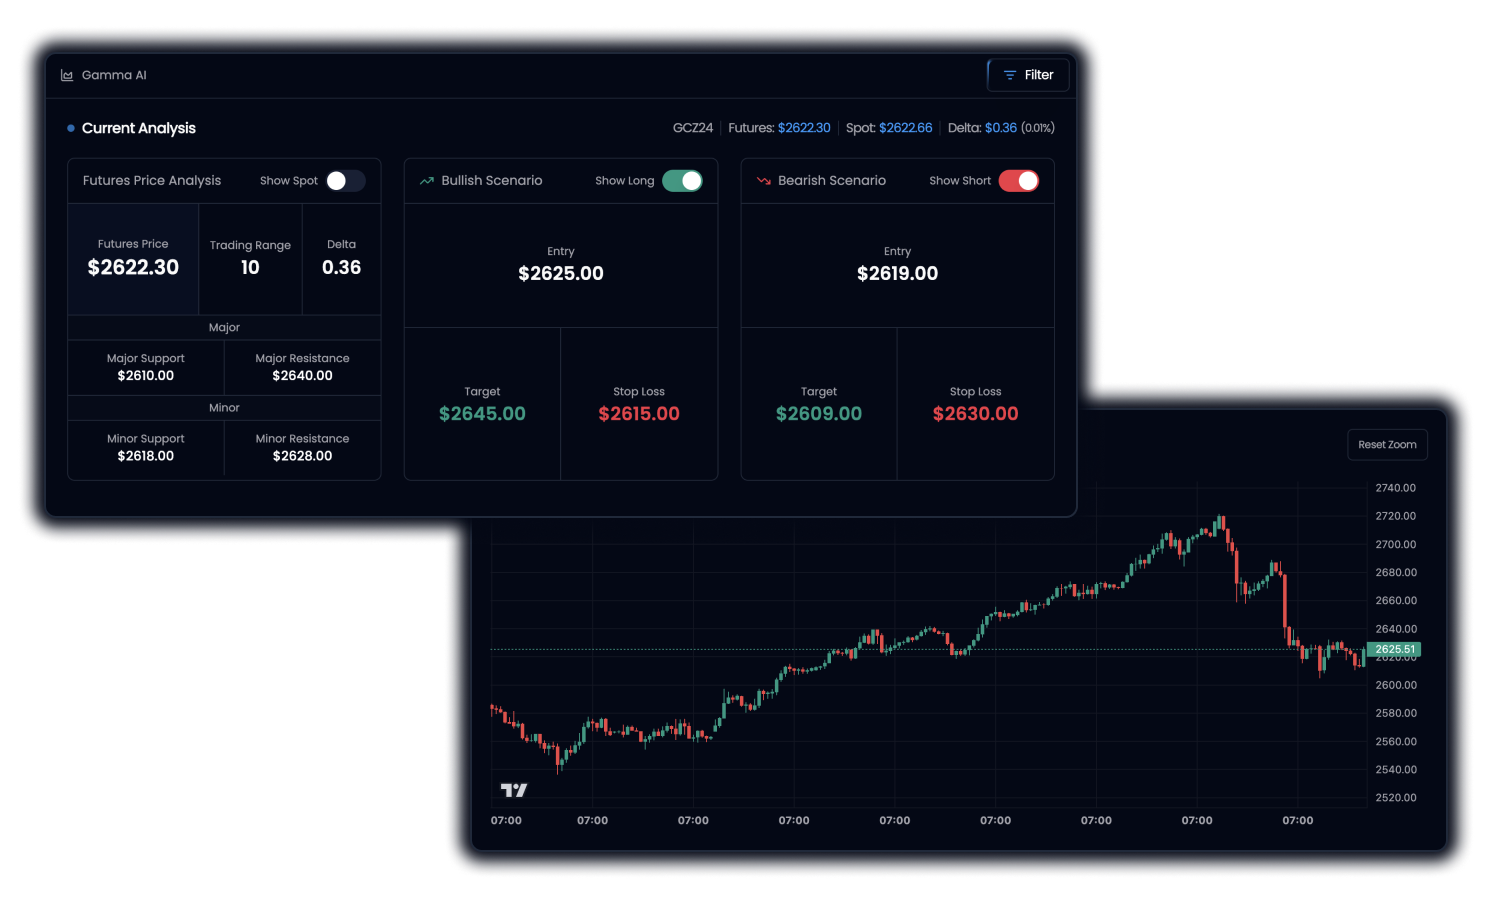 Gamma AI
Filter
Current Analysis
GCZ24 Futures: $2622.30 Spot: $2622.66 Delta: $0.36 (0.01%)
Futures Price Analysis Show Spot
Futures Price
$2622.30
Trading Range
10
Delta
0.36
Major
Major Support
$2610.00
Major Resistance
$2640.00
Minor
Minor Support
$2618.00
Minor Resistance
$2628.00
Bullish Scenario Show Long
Entry
$2625.00
Target
$2645.00
Stop Loss
$2615.00
Bearish Scenario Show Short
Entry
$2619.00
Target
$2609.00
Stop Loss
$2630.00
Reset Zoom
2740.00
2720.00
2700.00
2680.00
2660.00
2640.00
2625.51
2620.00
2600.00
2580.00
2560.00
2540.00
2520.00
07:00 07:00 07:00 07:00 07:00 07:00 07:00 07:00 07:00